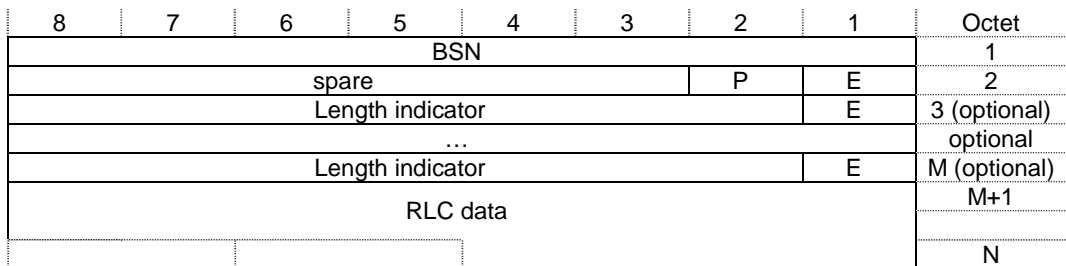 8 7 6 5 4 3 2 1 Octet
BSN 1
spare P E 2
Length indicator E 3 (optional)
… optional
Length indicator E M (optional)
RLC data M+1
N